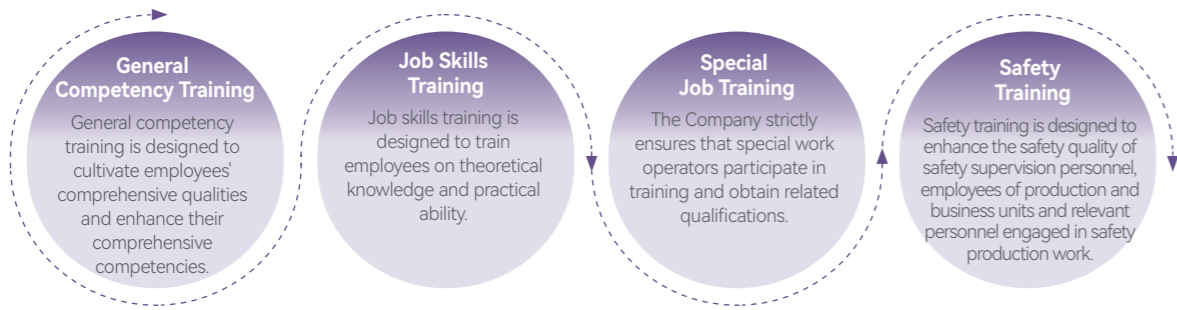 General
Competency Training
General competency
training is designed to
cultivate employees'
comprehensive qualities
and enhance their
comprehensive
competencies.
Job Skills
Training
Job skills training is
designed to train
employees on theoretical
knowledge and practical
ability.
Special
Job Training
The Company strictly
ensures that special work
operators participate in
training and obtain related
qualifications.
Safety
Training
Safety training is designed to
enhance the safety quality of
safety supervision personnel,
employees of production and
business units and relevant
personnel engaged in safety
production work.